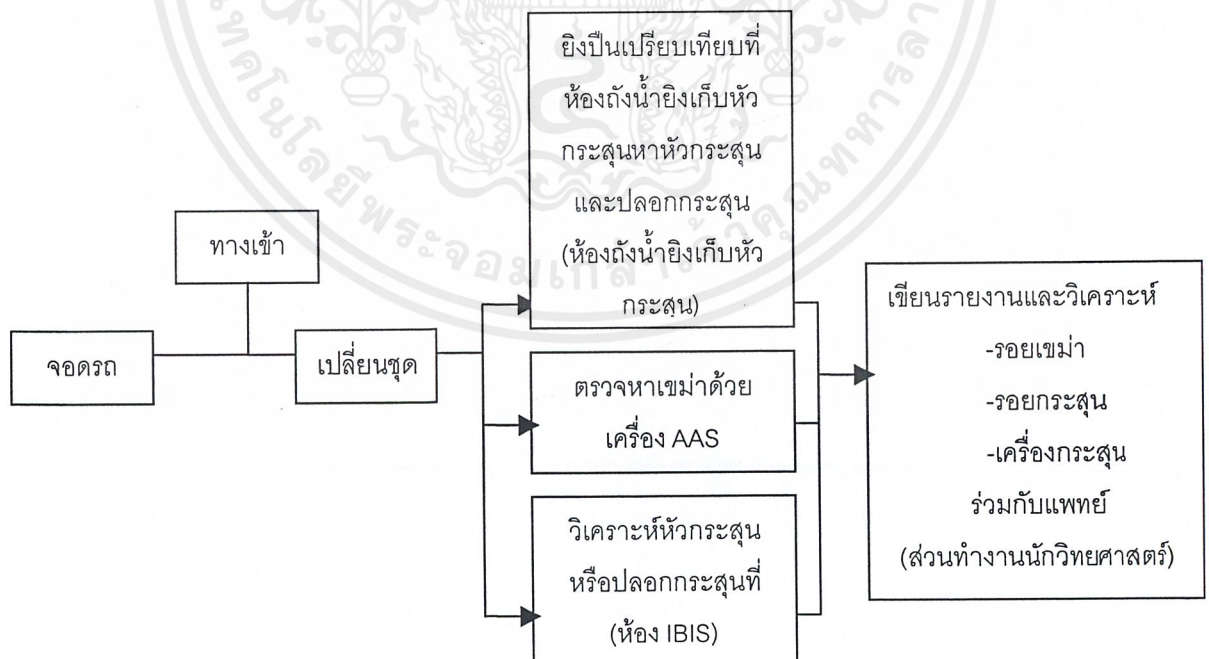 ยิงปืนเปรียบเทียบที่
ห้องถังน้ำยิงเก็บหัว
กระสุนหาหัวกระสุน
และปลอกกระสุน
(ห้องถังน้ำยิงเก็บหัว
กระสุน)
ทางเข้า
จอดรถ
เปลี่ยนชุด
ตรวจหาเขม่าด้วย
เครื่อง AAS
วิเคราะห์หัวกระสุน
หรือปลอกกระสุนที่
(ห้อง IBIS)
เขียนรายงานและวิเคราะห์
-รอยเขม่า
-รอยกระสุน
-เครื่องกระสุน
ร่วมกับแพทย์
(ส่วนทำงานนักวิทยาศาสตร์)